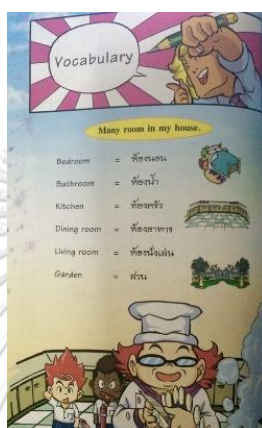 Vocabulary
Many room in my house.
Bedroom = ห้องนอน
Bathroom = ห้องน้ำ
Kitchen = ห้องครัว
Dining room = ห้องอาหาร
Living room = ห้องนั่งเล่น
Garden = สวน